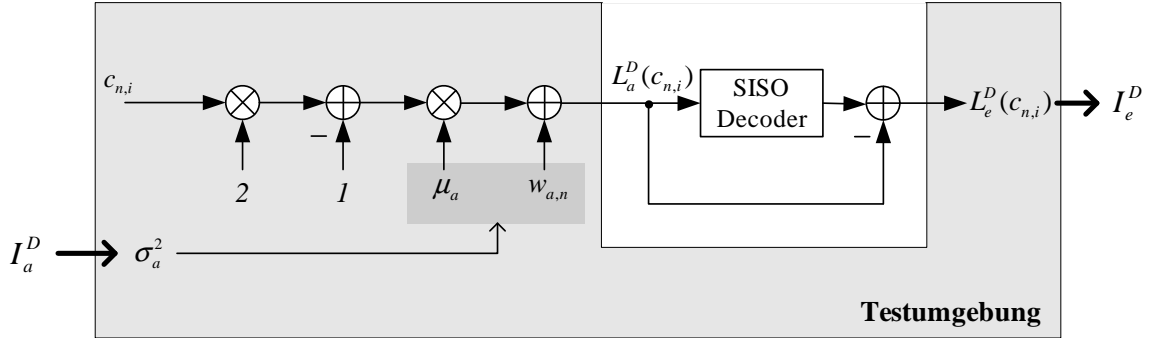 c_{n,i}
L_a^D(c_{n,i})
SISO
Decoder
L_e^D(c_{n,i})
I_e^D
−
−
2
1
μ_a
w_{a,n}
I_a^D
σ_a^2
Testumgebung